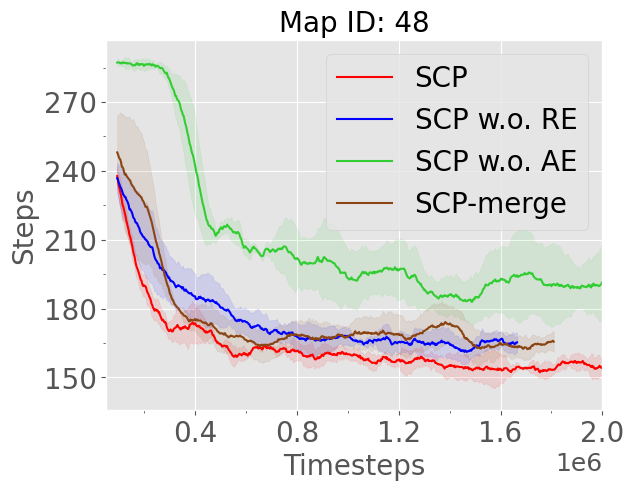 Map ID: 48
SCP
SCP w.o. RE
SCP w.o. AE
SCP-merge
Steps
270
240
210
180
150
0.4 0.8 1.2 1.6 2.0
Timesteps
1e6